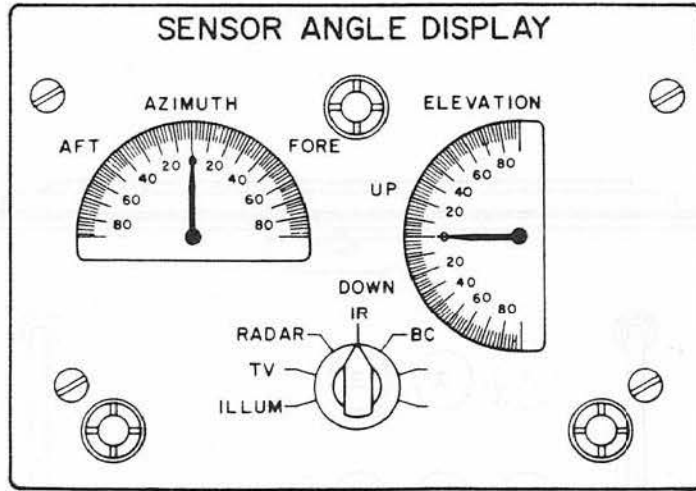 SENSOR ANGLE DISPLAY
AZIMUTH
ELEVATION
AFT
FORE
80 60 40 20 20 40 60 80
UP
80
60
40
20
20
40
60
80
DOWN
IR
RADAR
BC
TV
ILLUM